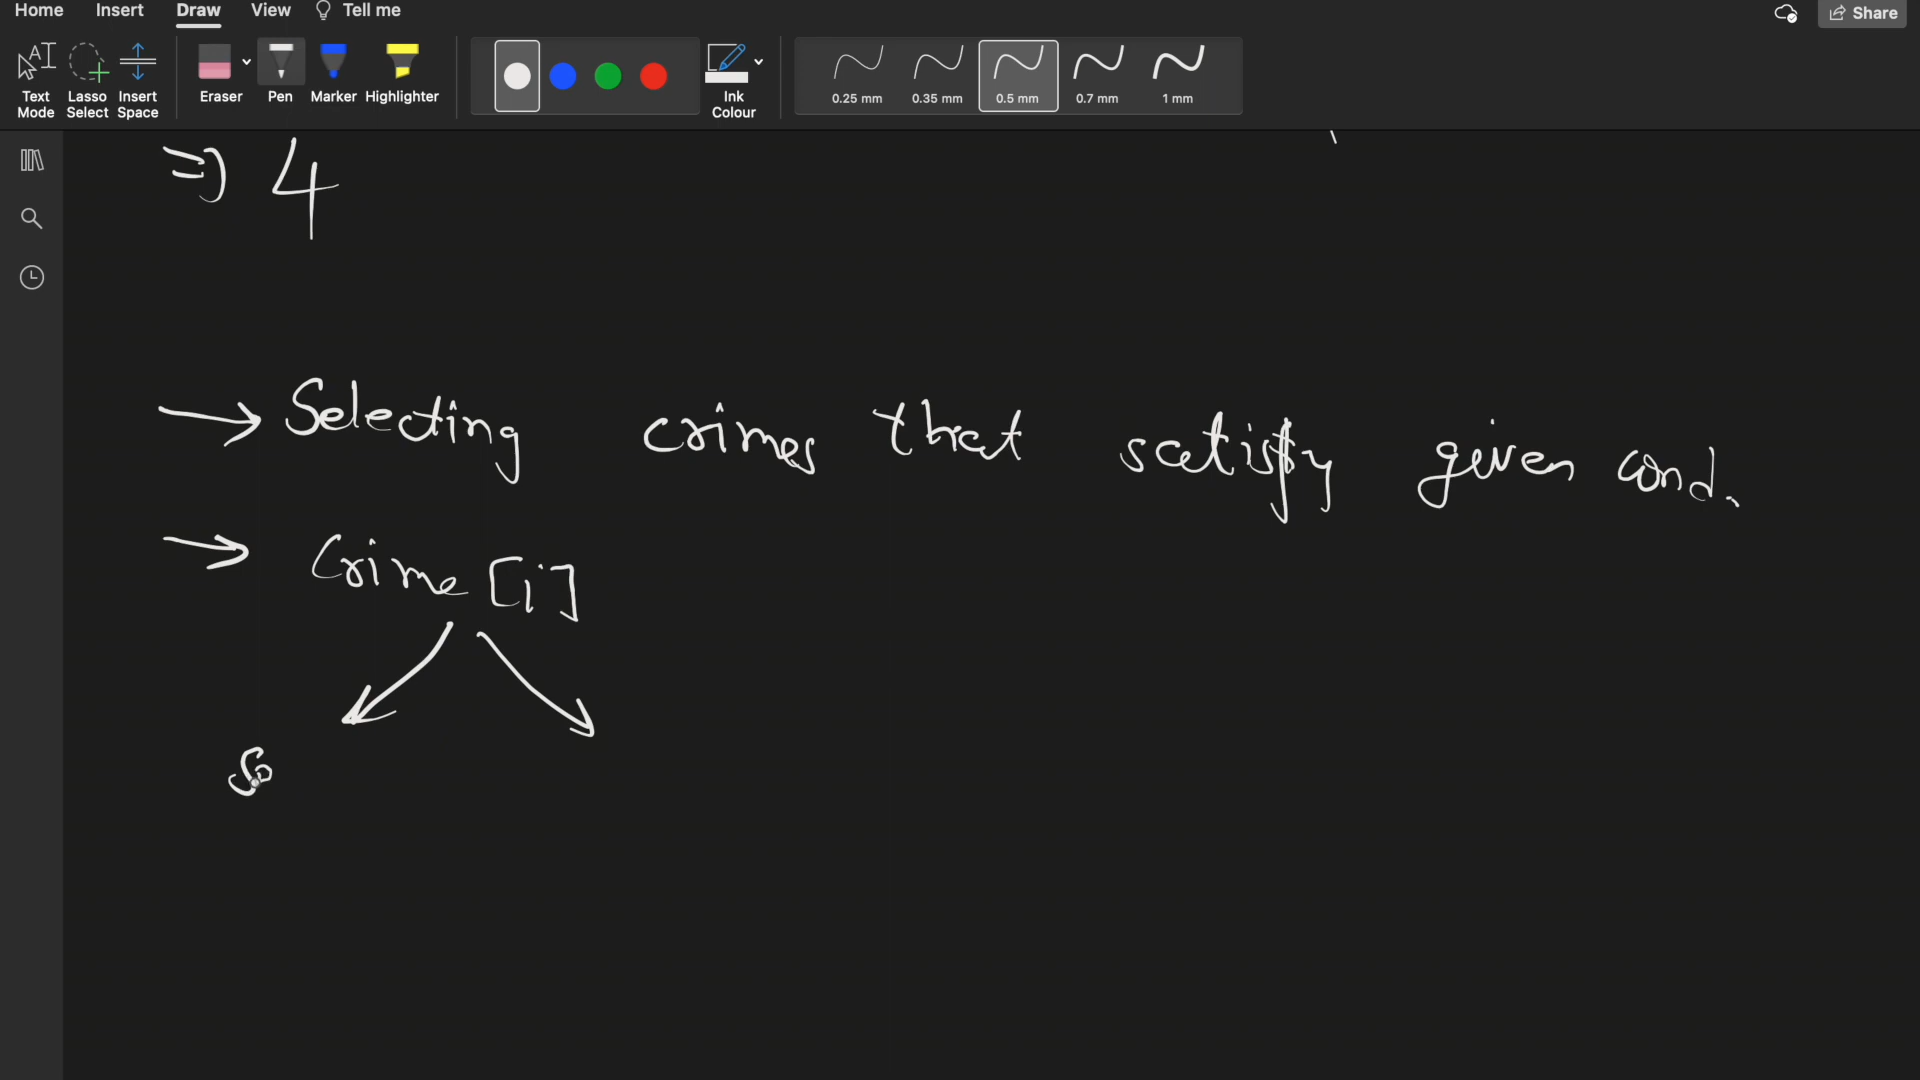 Home Insert Draw View Tell me Share
Text Mode Lasso Select Insert Space Eraser Pen Marker Highlighter Ink Colour 0.25 mm 0.35 mm 0.5 mm 0.7 mm 1 mm
=> 4
→ Selecting crimes that satisfy given cond.
→ Crime [i]